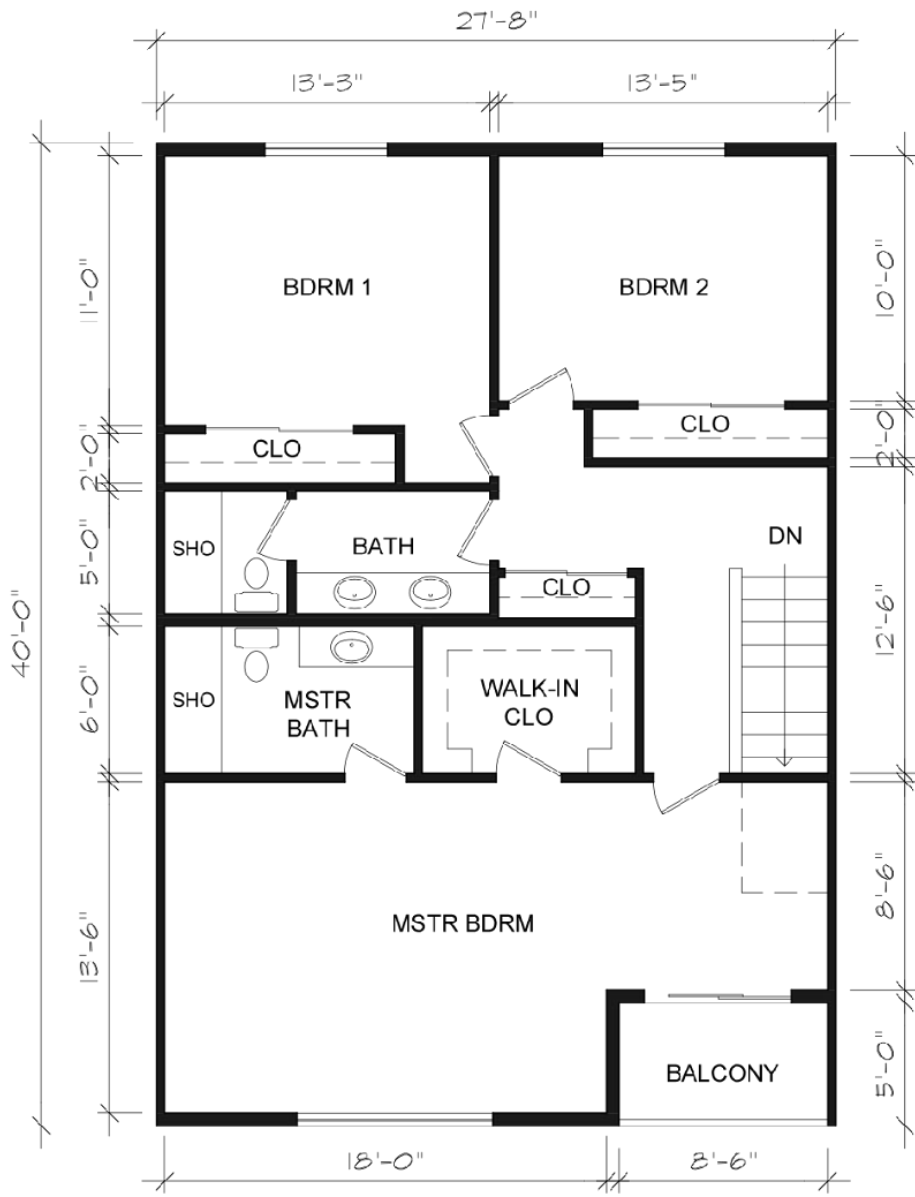 27'-8"
13'-3"
13'-5"
11'-0"
10'-0"
BDRM 1
BDRM 2
2'-0"
CLO
CLO
2'-0"
5'-0"
SHO
BATH
DN
CLO
12'-6"
40'-0"
6'-0"
SHO
MSTR
BATH
WALK-IN
CLO
13'-6"
MSTR BDRM
8'-6"
BALCONY
5'-0"
18'-0"
8'-6"